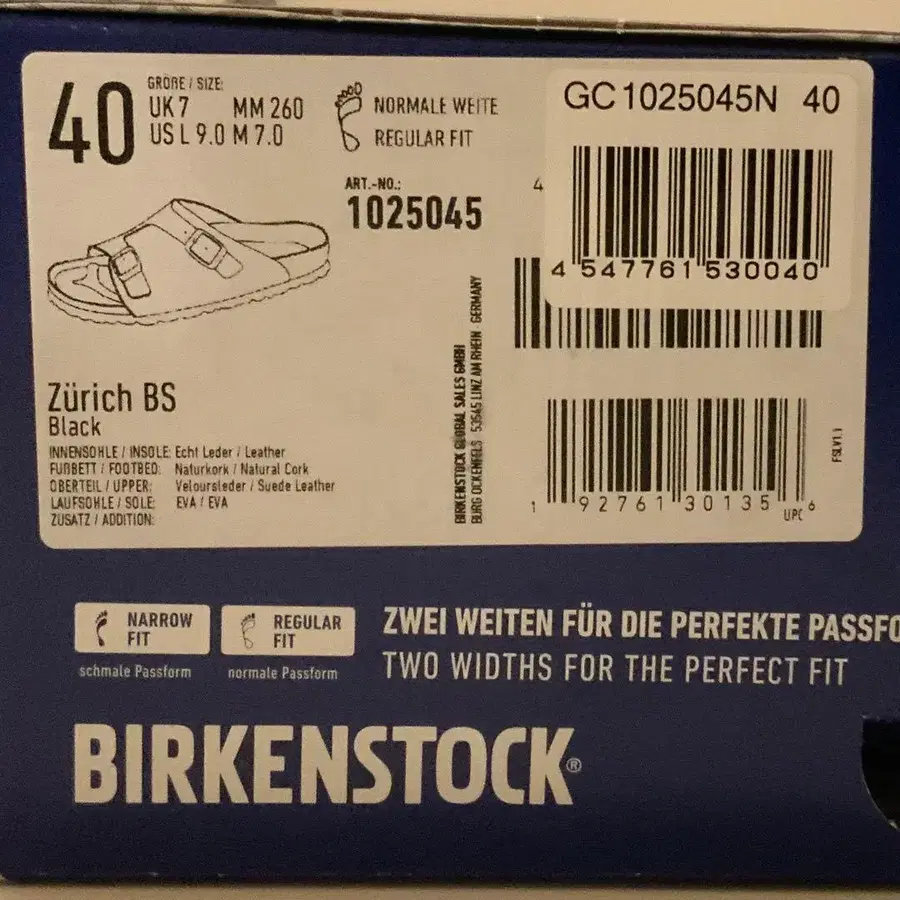 40
GRÖßE / SIZE:
UK 7 MM 260
US L 9.0 M 7.0
NORMALE WEITE
REGULAR FIT
ART.-NO.:
1025045
GC1025045N 40
4
4 547761 530040
Zürich BS
Black
INNENSOHLE / INSOLE: Echt Leder / Leather
FUßBETT / FOOTBED: Naturkork / Natural Cork
OBERTEIL / UPPER: Veloursleder / Suede Leather
LAUFSOHLE / SOLE: EVA / EVA
ZUSATZ / ADDITION:
BIRKENSTOCK GLOBAL SALES GMBH
BURG OCKENFELS 53545 LINZ AM RHEIN · GERMANY
1 92761 30135 6
UPC
FSLV1.1
NARROW
FIT
schmale Passform
REGULAR
FIT
normale Passform
ZWEI WEITEN FÜR DIE PERFEKTE PASSFO
TWO WIDTHS FOR THE PERFECT FIT
BIRKENSTOCK®